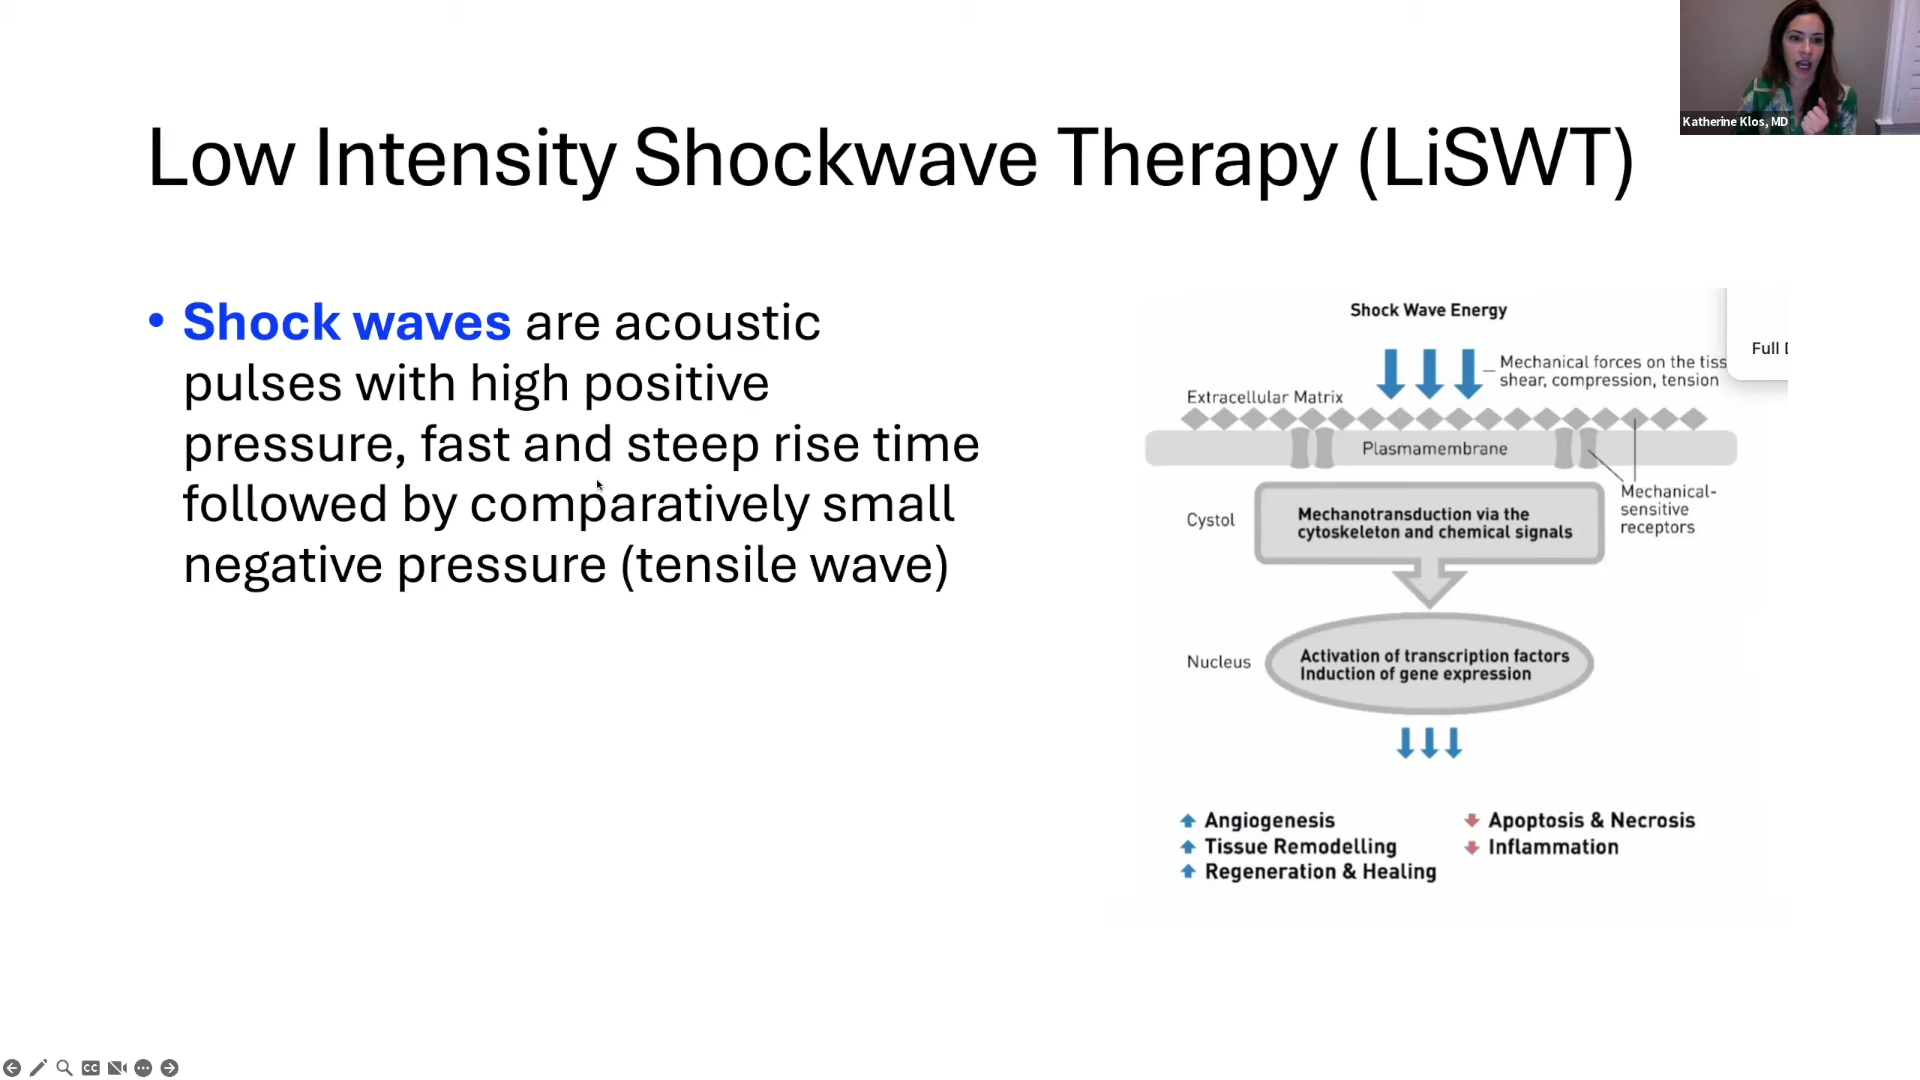 Katherine Klos, MD
Low Intensity Shockwave Therapy (LiSWT)
• Shock waves are acoustic
pulses with high positive
pressure, fast and steep rise time
followed by comparatively small
negative pressure (tensile wave)
Shock Wave Energy
Mechanical forces on the tiss
shear, compression, tension
Full D
Extracellular Matrix
Plasmamembrane
Mechanical-
sensitive
receptors
Cystol
Mechanotransduction via the
cytoskeleton and chemical signals
Nucleus
Activation of transcription factors
Induction of gene expression
Angiogenesis
Tissue Remodelling
Regeneration & Healing
Apoptosis & Necrosis
Inflammation
CC